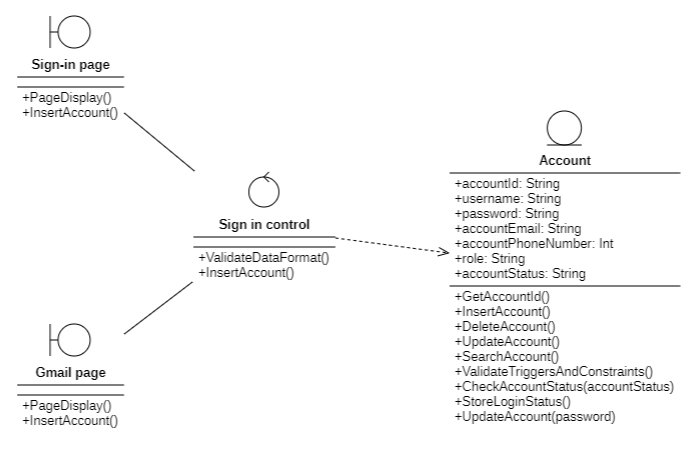 Sign-in page
+PageDisplay()
+InsertAccount()
Sign in control
+ValidateDataFormat()
+InsertAccount()
Gmail page
+PageDisplay()
+InsertAccount()
Account
+accountId: String
+username: String
+password: String
+accountEmail: String
+accountPhoneNumber: Int
+role: String
+accountStatus: String
+GetAccountId()
+InsertAccount()
+DeleteAccount()
+UpdateAccount()
+SearchAccount()
+ValidateTriggersAndConstraints()
+CheckAccountStatus(accountStatus)
+StoreLoginStatus()
+UpdateAccount(password)